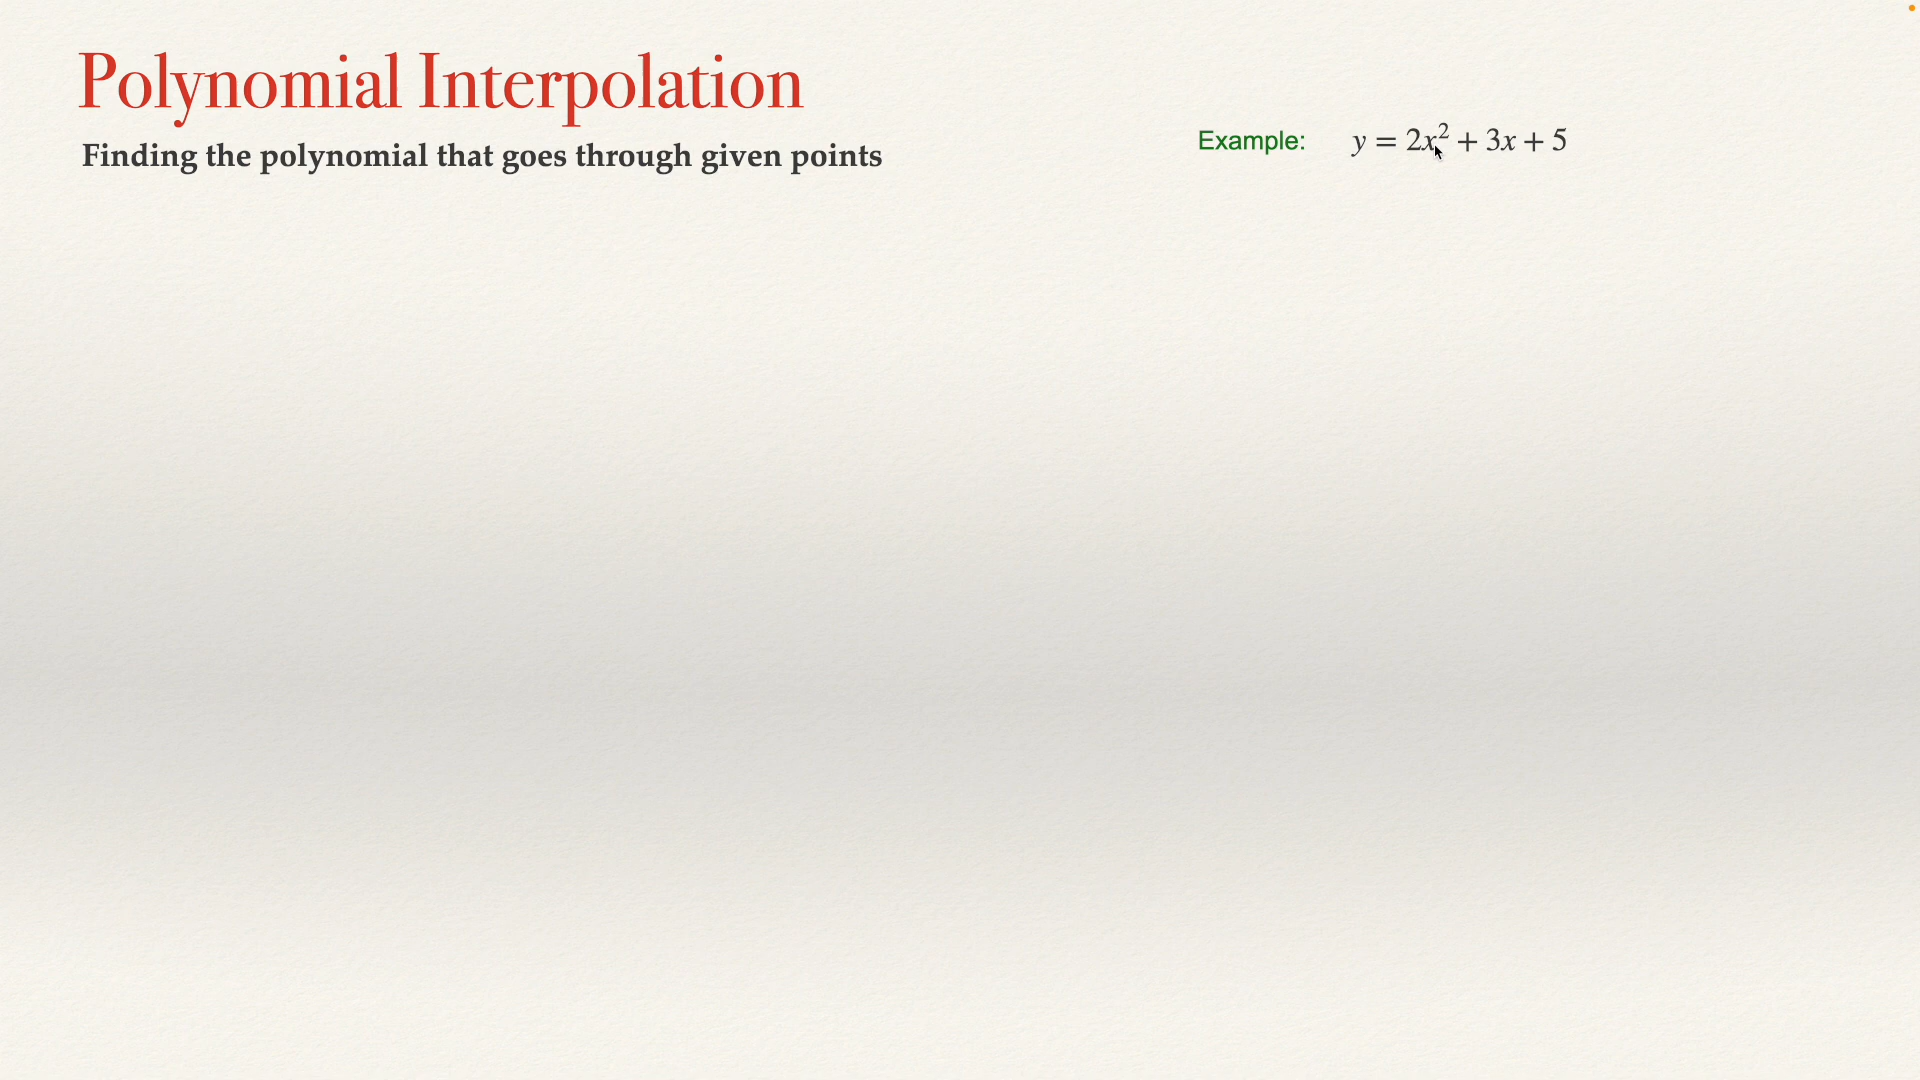 Polynomial Interpolation
Finding the polynomial that goes through given points
Example: y = 2x² + 3x + 5